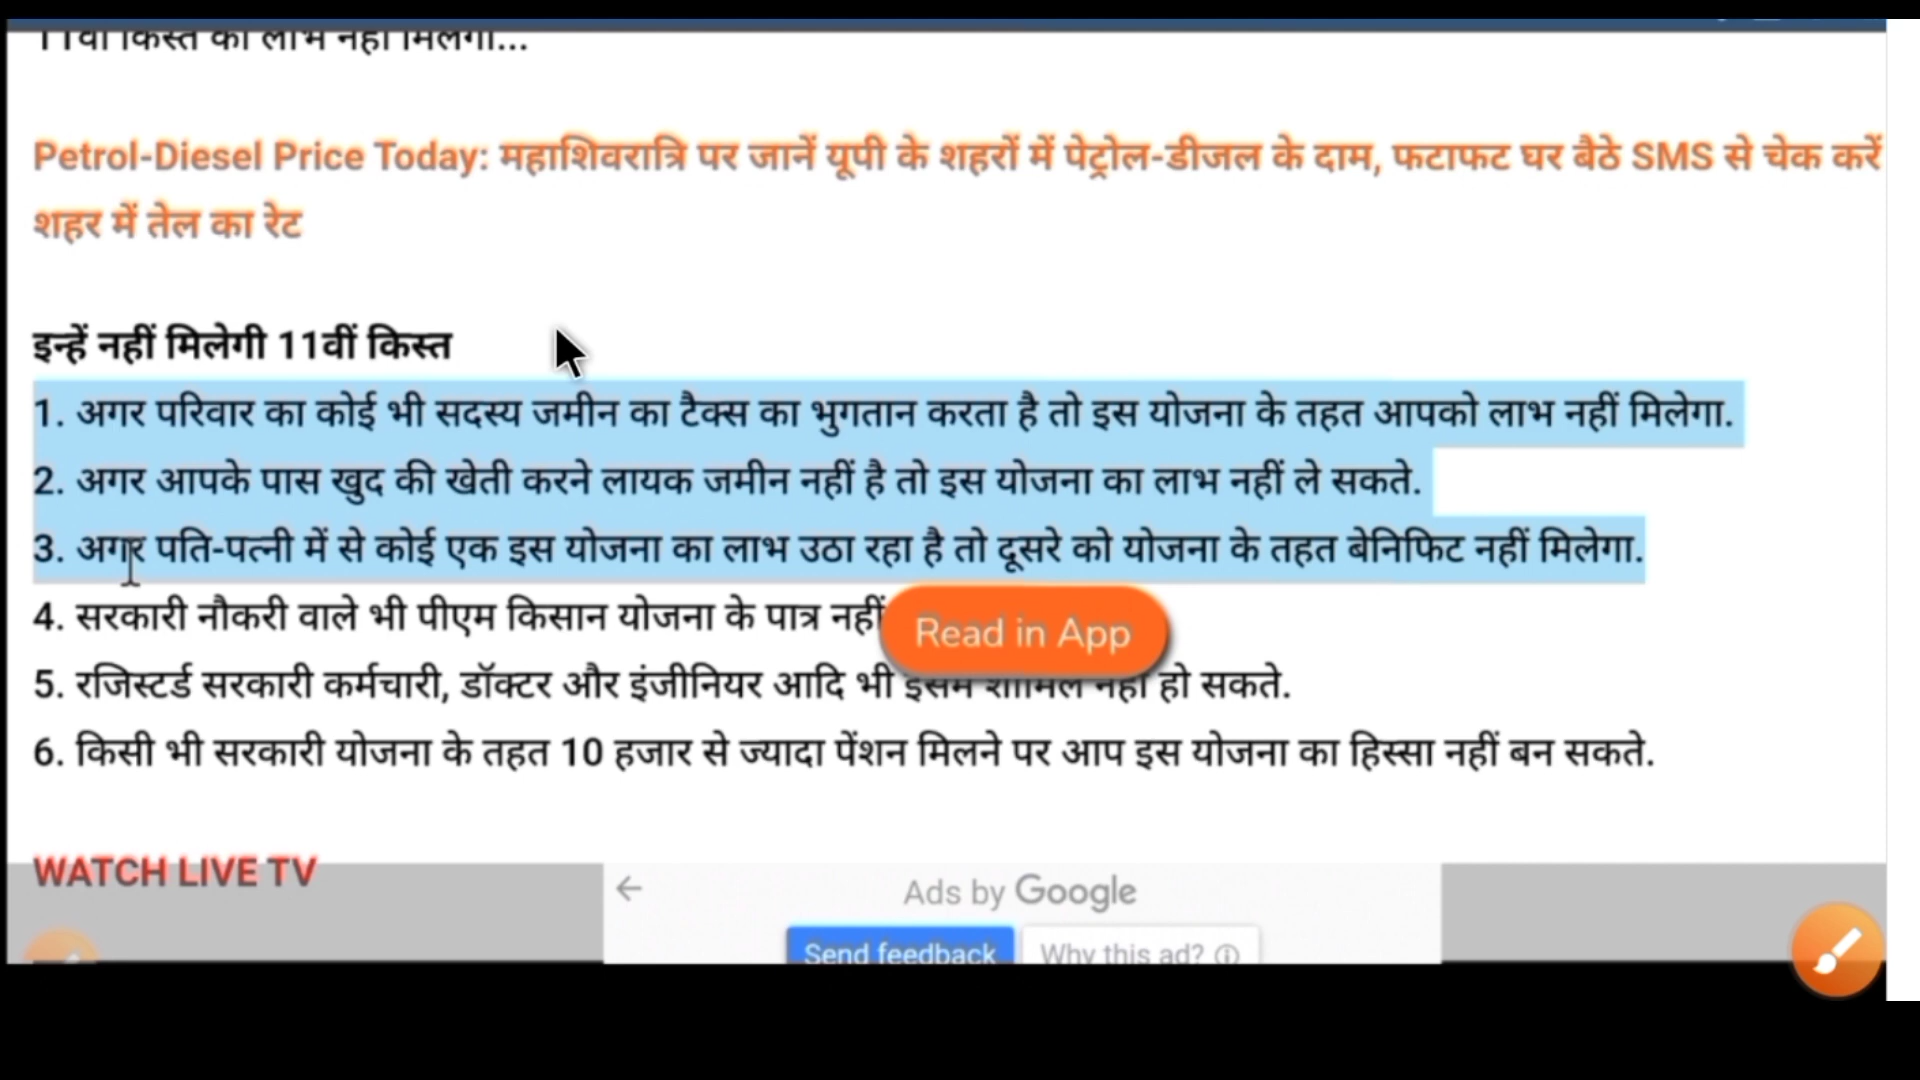 11वीं किस्त का लाभ नहीं मिलेगा...
Petrol-Diesel Price Today: महाशिवरात्रि पर जानें यूपी के शहरों में पेट्रोल-डीजल के दाम, फटाफट घर बैठे SMS से चेक करें
शहर में तेल का रेट
इन्हें नहीं मिलेगी 11वीं किस्त
1. अगर परिवार का कोई भी सदस्य जमीन का टैक्स का भुगतान करता है तो इस योजना के तहत आपको लाभ नहीं मिलेगा.
2. अगर आपके पास खुद की खेती करने लायक जमीन नहीं है तो इस योजना का लाभ नहीं ले सकते.
3. अगर पति-पत्नी में से कोई एक इस योजना का लाभ उठा रहा है तो दूसरे को योजना के तहत बेनिफिट नहीं मिलेगा.
4. सरकारी नौकरी वाले भी पीएम किसान योजना के पात्र नहीं
Read in App
5. रजिस्टर्ड सरकारी कर्मचारी, डॉक्टर और इंजीनियर आदि भी इसमें शामिल नहीं हो सकते.
6. किसी भी सरकारी योजना के तहत 10 हजार से ज्यादा पेंशन मिलने पर आप इस योजना का हिस्सा नहीं बन सकते.
WATCH LIVE TV
Ads by Google
Send feedback
Why this ad?